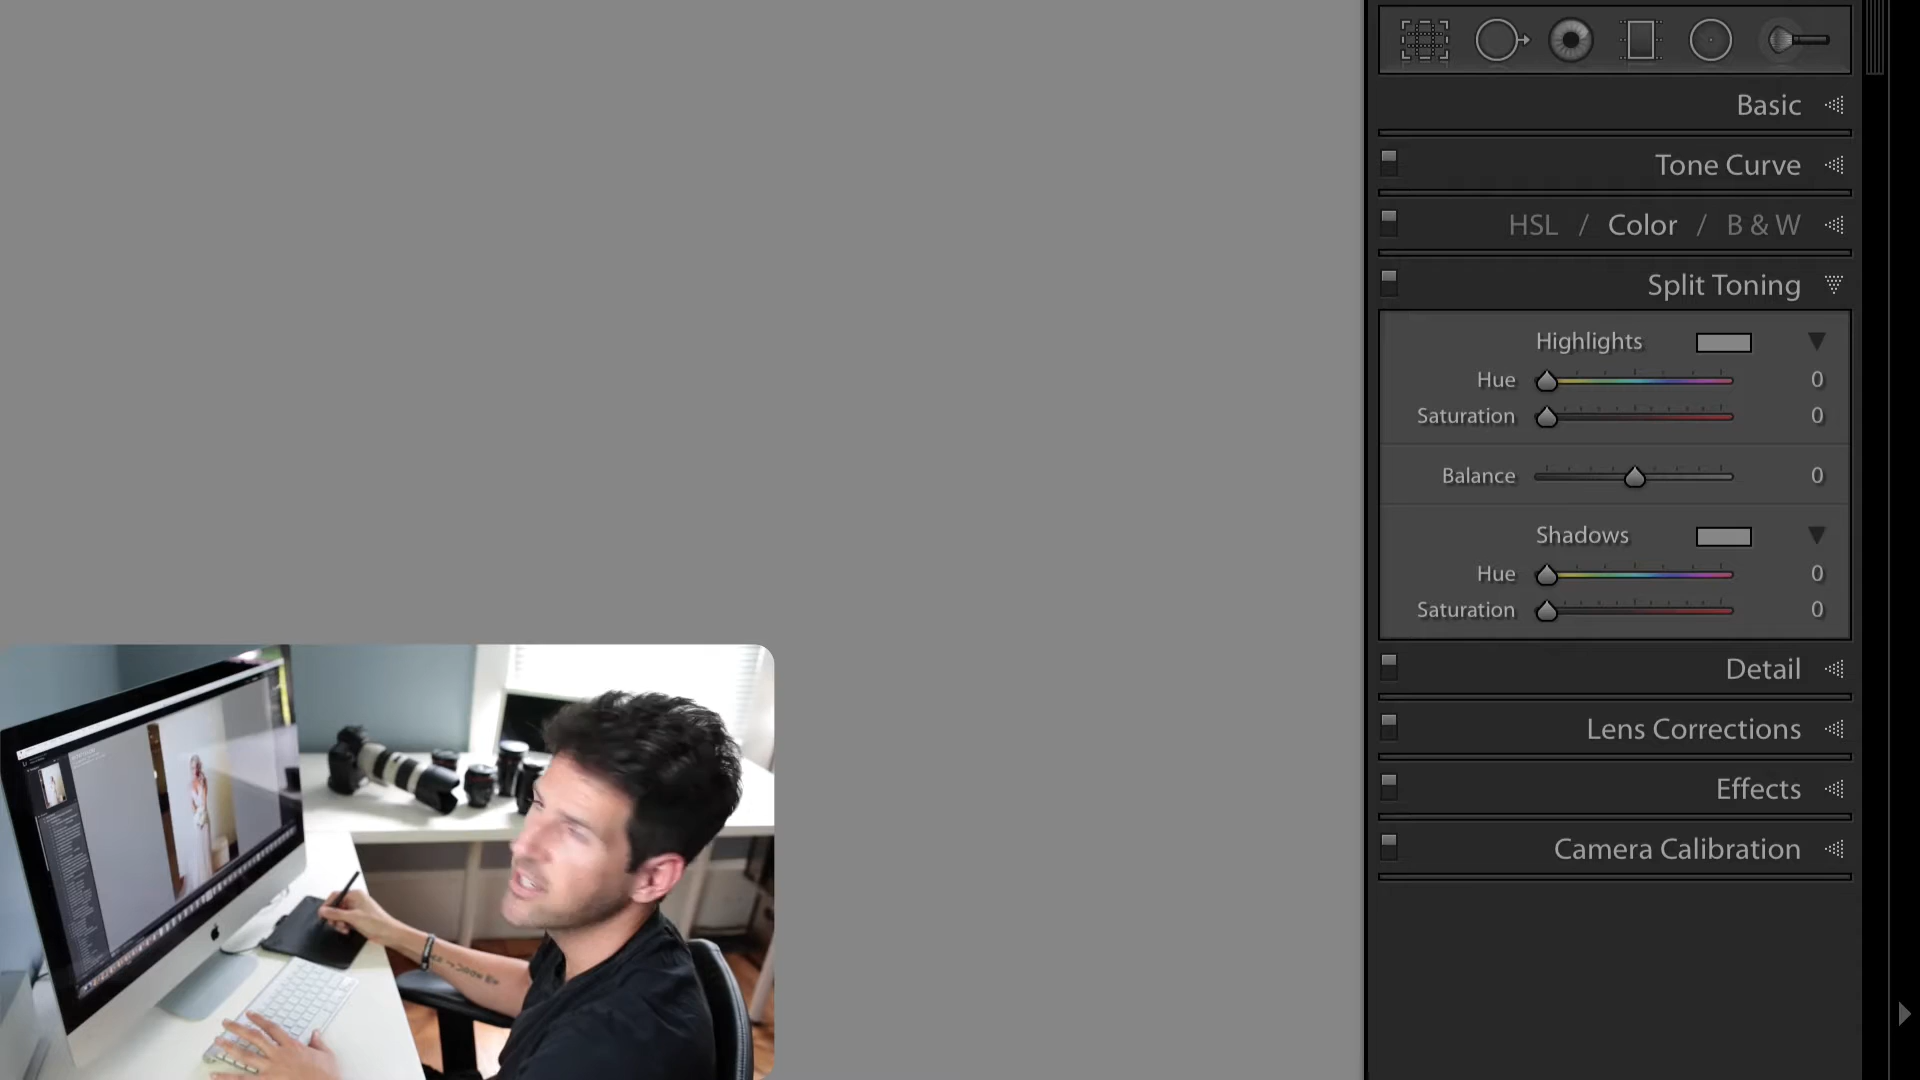 Basic
Tone Curve
HSL / Color / B & W
Split Toning
Highlights
Hue 0
Saturation 0
Balance 0
Shadows
Hue 0
Saturation 0
Detail
Lens Corrections
Effects
Camera Calibration